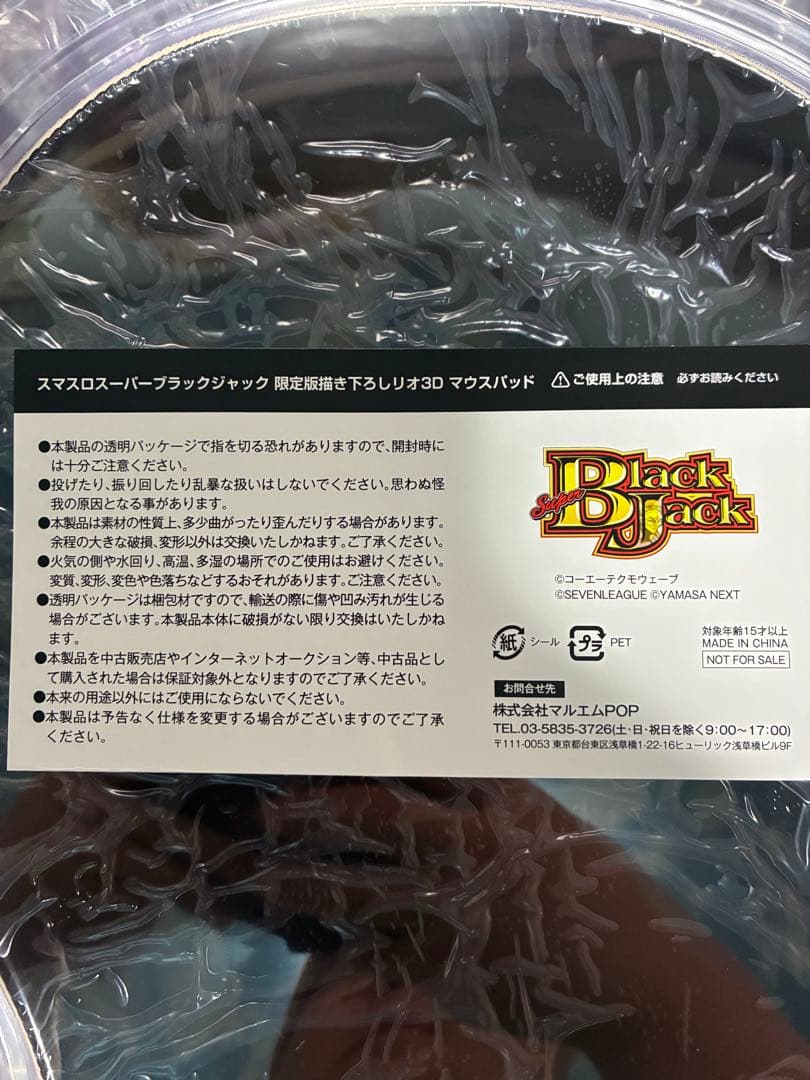 スマスロスーパーブラックジャック 限定版描き下ろしリオ3D マウスパッド ⚠ご使用上の注意 必ずお読みください
●本製品の透明パッケージで指を切る恐れがありますので、開封時に
は十分ご注意ください。
●投げたり、振り回したり乱暴な扱いはしないでください。思わぬ怪
我の原因となる事があります。
●本製品は素材の性質上、多少曲がったり歪んだりする場合があります。
余程の大きな破損、変形以外は交換いたしかねます。ご了承ください。
●火気の側や水回り、高温、多湿の場所でのご使用はお避けください。
変質、変形、変色や色落ちなどするおそれがあります。ご注意ください。
●透明パッケージは梱包材ですので、輸送の際に傷や凹み汚れが生じる
場合がございます。本製品本体に破損がない限り交換はいたしかね
ます。
●本製品を中古販売店やインターネットオークション等、中古品とし
て購入された場合は保証対象外となりますのでご了承ください。
●本来の用途以外にはご使用にならないでください。
●本製品は予告なく仕様を変更する場合がございますのでご了承
ください。
Super Black Jack
©コーエーテクモウェーブ
©SEVENLEAGUE ©YAMASA NEXT
紙 シール プラ PET
対象年齢15才以上
MADE IN CHINA
NOT FOR SALE
お問合せ先
株式会社マルエムPOP
TEL.03-5835-3726(土・日・祝日を除く9:00〜17:00)
〒111-0053 東京都台東区浅草橋1-22-16ヒューリック浅草橋ビル9F